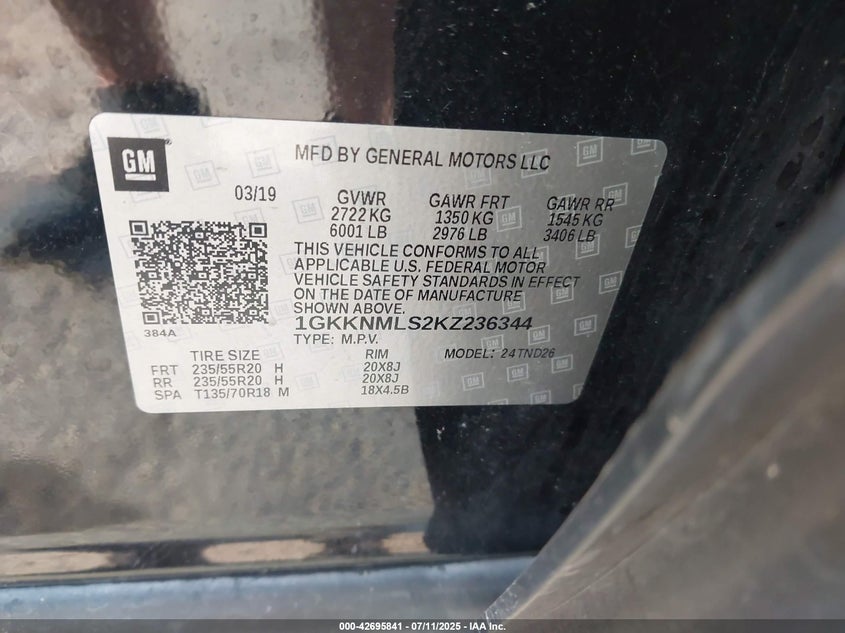 GM
MFD BY GENERAL MOTORS LLC
03/19 GVWR GAWR FRT GAWR RR
2722 KG 1350 KG 1545 KG
6001 LB 2976 LB 3406 LB
THIS VEHICLE CONFORMS TO ALL
APPLICABLE U.S. FEDERAL MOTOR
VEHICLE SAFETY STANDARDS IN EFFECT
ON THE DATE OF MANUFACTURE
SHOWN ABOVE.
384A
1GKKNMLS2KZ236344
TYPE: M.P.V. MODEL: 24TND26
TIRE SIZE RIM
FRT 235/55R20 H 20X8J
RR 235/55R20 H 20X8J
SPA T135/70R18 M 18X4.5B
000-42695841 / 07/11/2025 - IAA Inc.